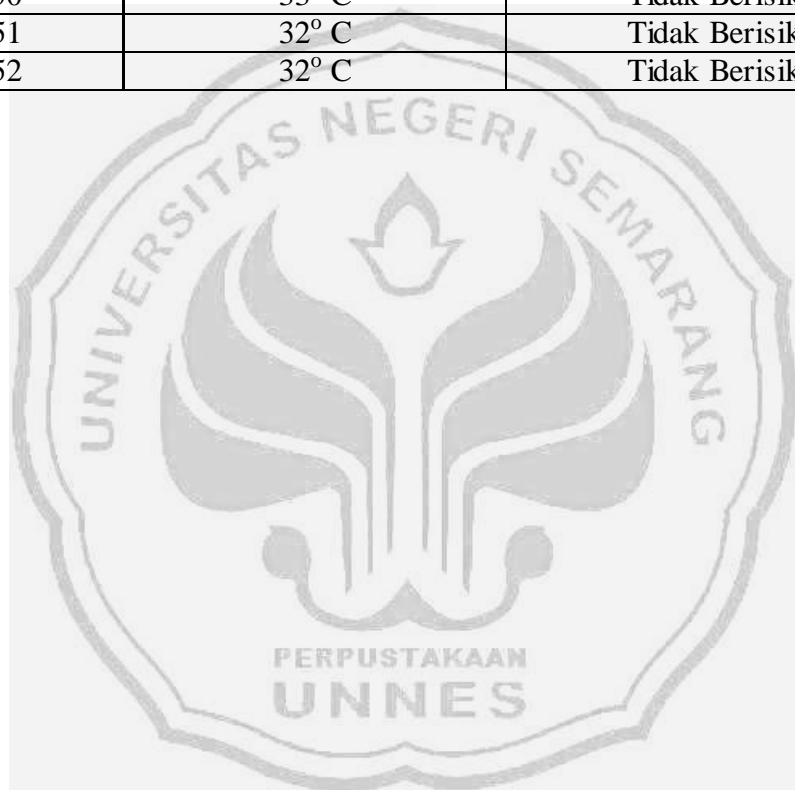 51 32° C Tidak Berisik
52 32° C Tidak Berisik
UNIVERSITAS NEGERI SEMARANG
PERPUSTAKAAN
UNNES